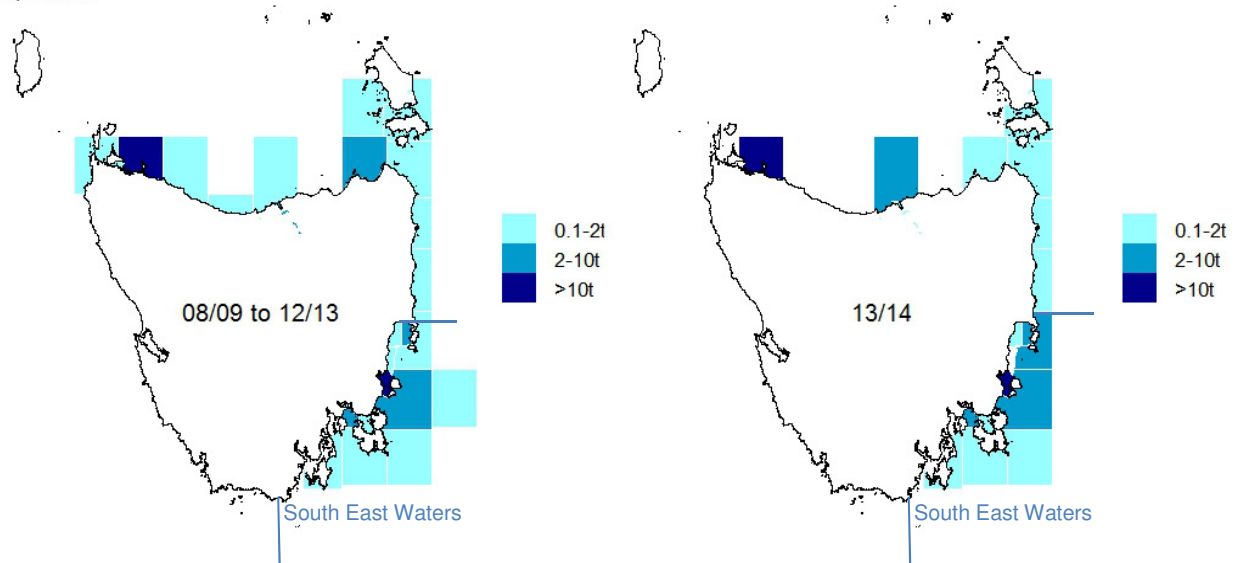 08/09 to 12/13
0.1-2t
2-10t
>10t
South East Waters
13/14
0.1-2t
2-10t
>10t
South East Waters